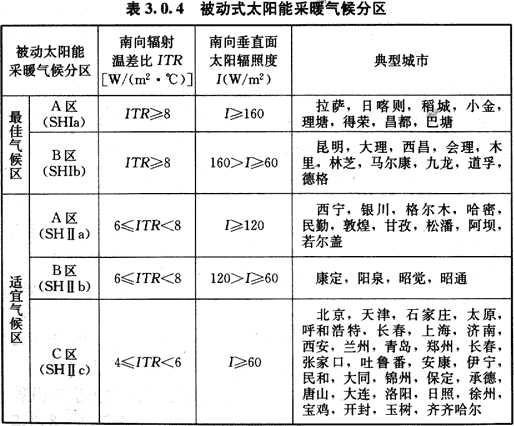 表 3.0.4 被动式太阳能采暖气候分区
被动太阳能
采暖气候分区
南向辐射
温差比 ITR
[W/(m²·℃)]
南向垂直面
太阳辐照度
I(W/m²)
典型城市
最佳气候区
A 区
(SHⅠa)
ITR≥8
I≥160
拉萨，日喀则，稻城，小金，
理塘，得荣，昌都，巴塘
B 区
(SHⅠb)
ITR≥8
160>I≥60
昆明，大理，西昌，会理，木
里，林芝，马尔康，九龙，道孚，
德格
适宜气候区
A 区
(SHⅡa)
6≤ITR<8
I≥120
西宁，银川，格尔木，哈密，
民勤，敦煌，甘孜，松潘，阿坝，
若尔盖
B 区
(SHⅡb)
6≤ITR<8
120>I≥60
康定，阳泉，昭觉，昭通
C 区
(SHⅡc)
4≤ITR<6
I≥60
北京，天津，石家庄，太原，
呼和浩特，长春，上海，济南，
西安，兰州，青岛，郑州，长春，
张家口，吐鲁番，安康，伊宁，
民和，大同，锦州，保定，承德，
唐山，大连，洛阳，日照，徐州，
宝鸡，开封，玉树，齐齐哈尔